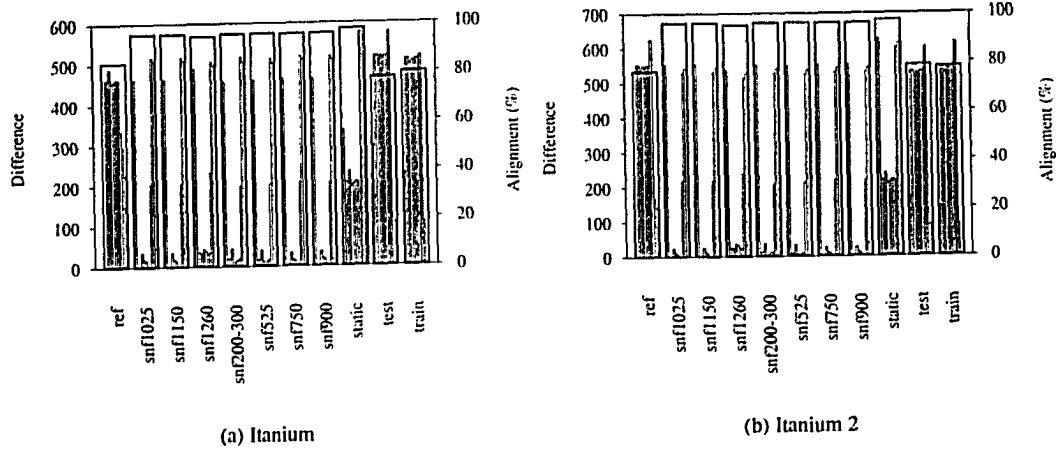 600
500
400
300
200
100
0
Difference
100
80
60
40
20
0
Alignment (%)
ref
snf1025
snf1150
snf1260
snf200-300
snf525
snf750
snf900
static
test
train
(a) Itanium
700
600
500
400
300
200
100
0
Difference
100
80
60
40
20
0
Alignment (%)
ref
snf1025
snf1150
snf1260
snf200-300
snf525
snf750
snf900
static
test
train
(b) Itanium 2